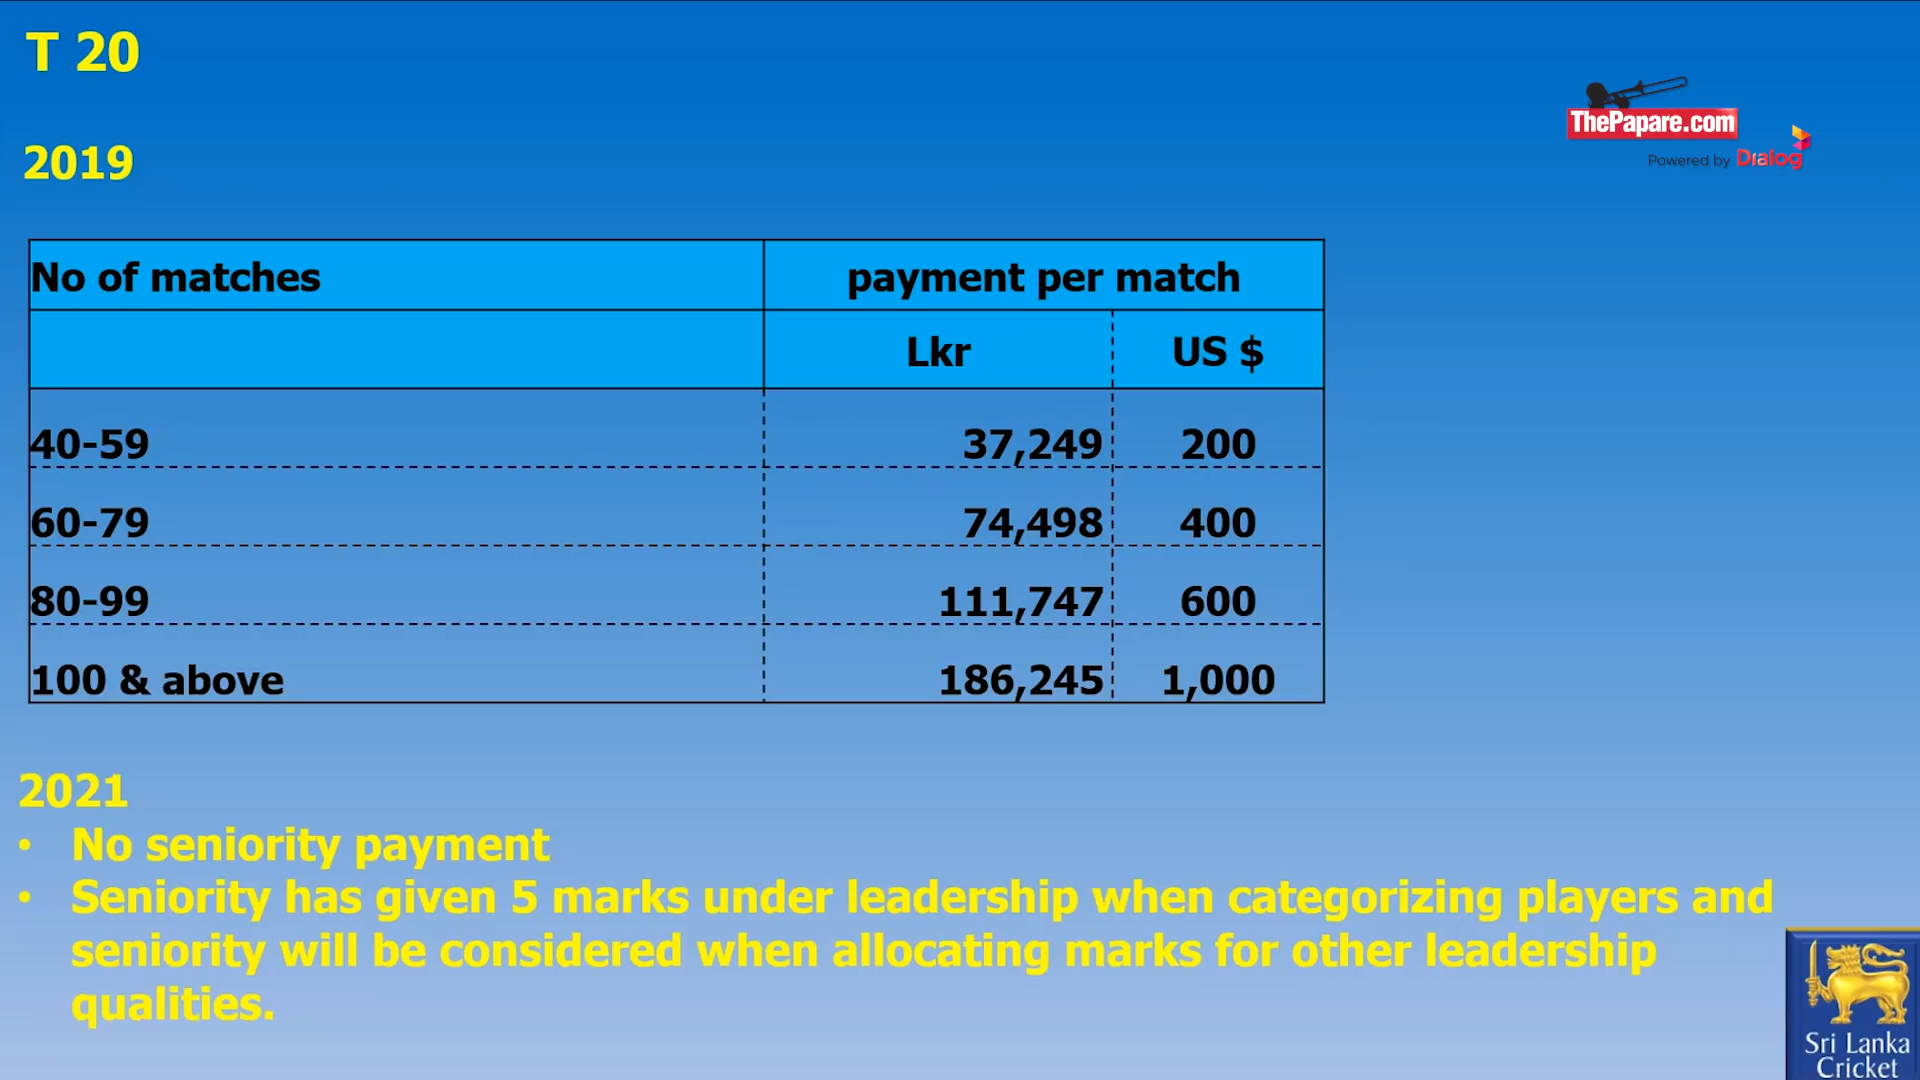 T 20
ThePapare.com
Powered by Dialog
2019
No of matches payment per match
Lkr US $
40-59 37,249 200
60-79 74,498 400
80-99 111,747 600
100 & above 186,245 1,000
2021
• No seniority payment
• Seniority has given 5 marks under leadership when categorizing players and
seniority will be considered when allocating marks for other leadership
qualities.
Sri Lanka
Cricket